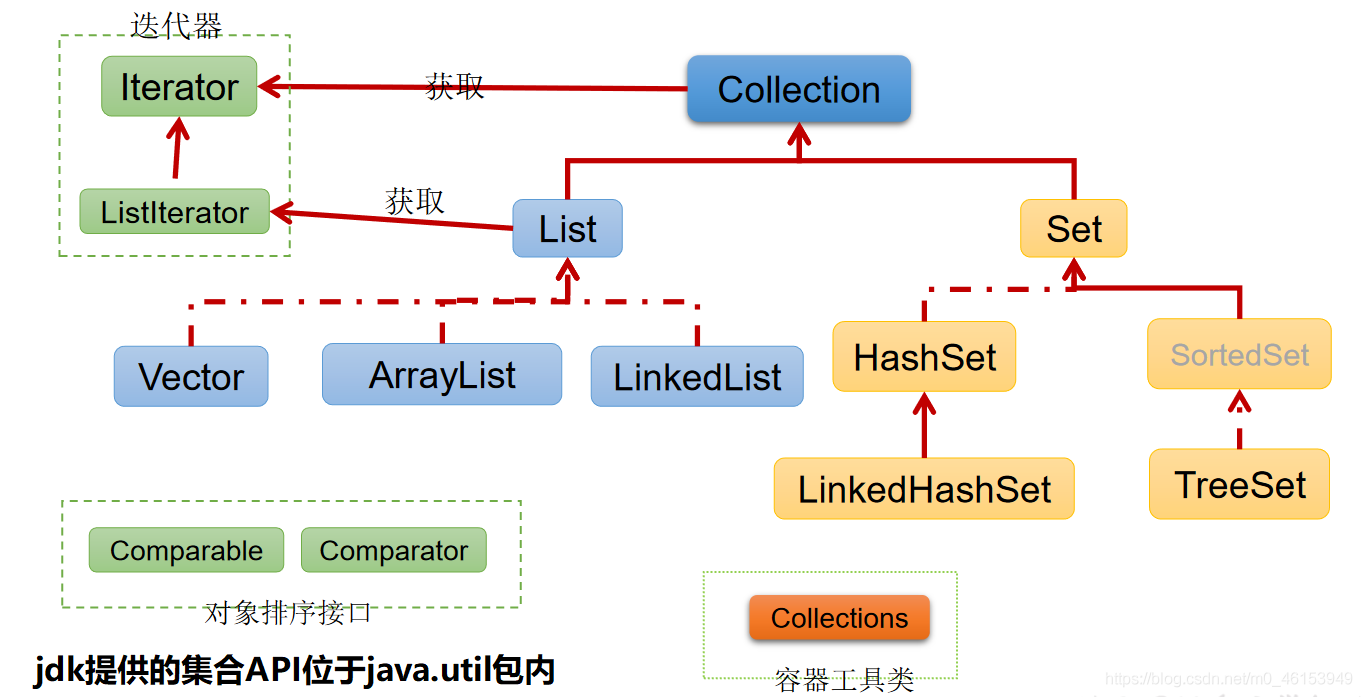 迭代器
Iterator
获取
Collection
ListIterator
获取
List
Set
Vector
ArrayList
LinkedList
HashSet
SortedSet
LinkedHashSet
TreeSet
Comparable
Comparator
对象排序接口
Collections
容器工具类
jdk提供的集合API位于java.util包内
https://blog.csdn.net/m0_46153949